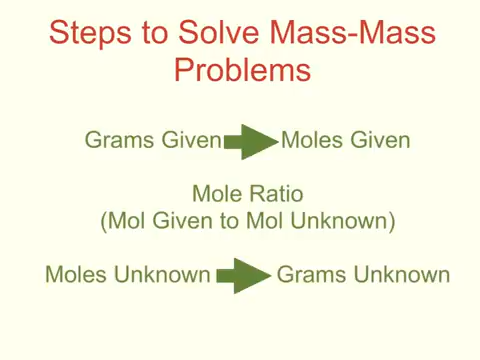 Steps to Solve Mass-Mass
Problems
Grams Given Moles Given
Mole Ratio
(Mol Given to Mol Unknown)
Moles Unknown Grams Unknown